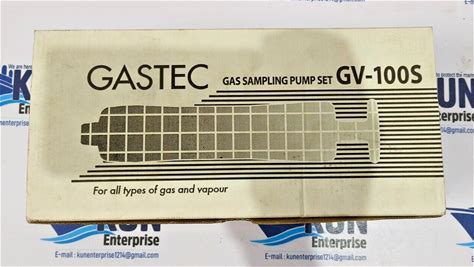 GASTEC GAS SAMPLING PUMP SET GV-100S
For all types of gas and vapour
KUN
Enterprise
E-mail : kunenterprise1214@gmail.com
Enterprise
E-mail : kunenterprise1214@gmail.com